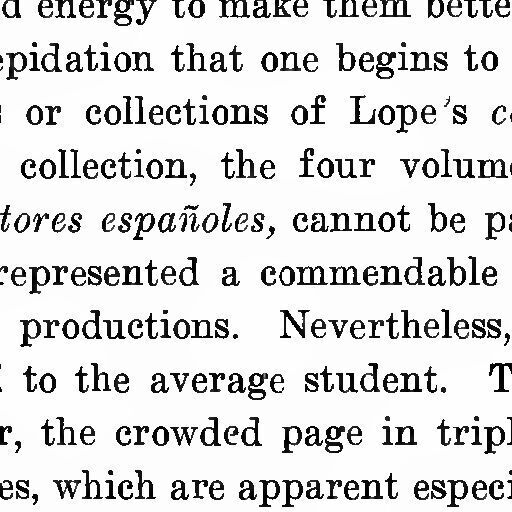 d energy to make them bette
epidation that one begins to
or collections of Lope's c
collection, the four volum
tores españoles, cannot be p
represented a commendable
productions. Nevertheless,
to the average student. T
r, the crowded page in tripl
es, which are apparent especi